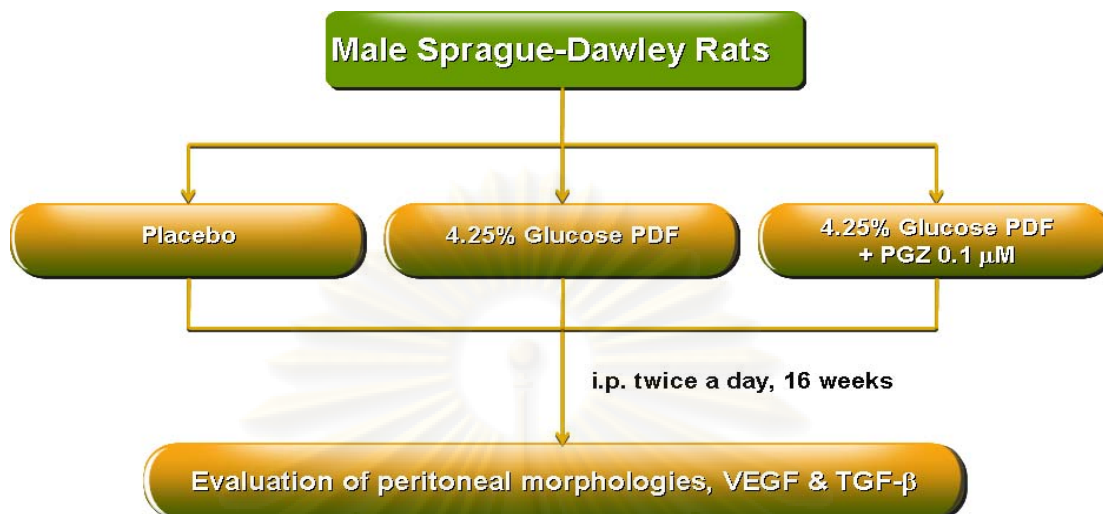 Male Sprague-Dawley Rats
Placebo
4.25% Glucose PDF
4.25% Glucose PDF
+ PGZ 0.1 μM
i.p. twice a day, 16 weeks
Evaluation of peritoneal morphologies, VEGF & TGF-β